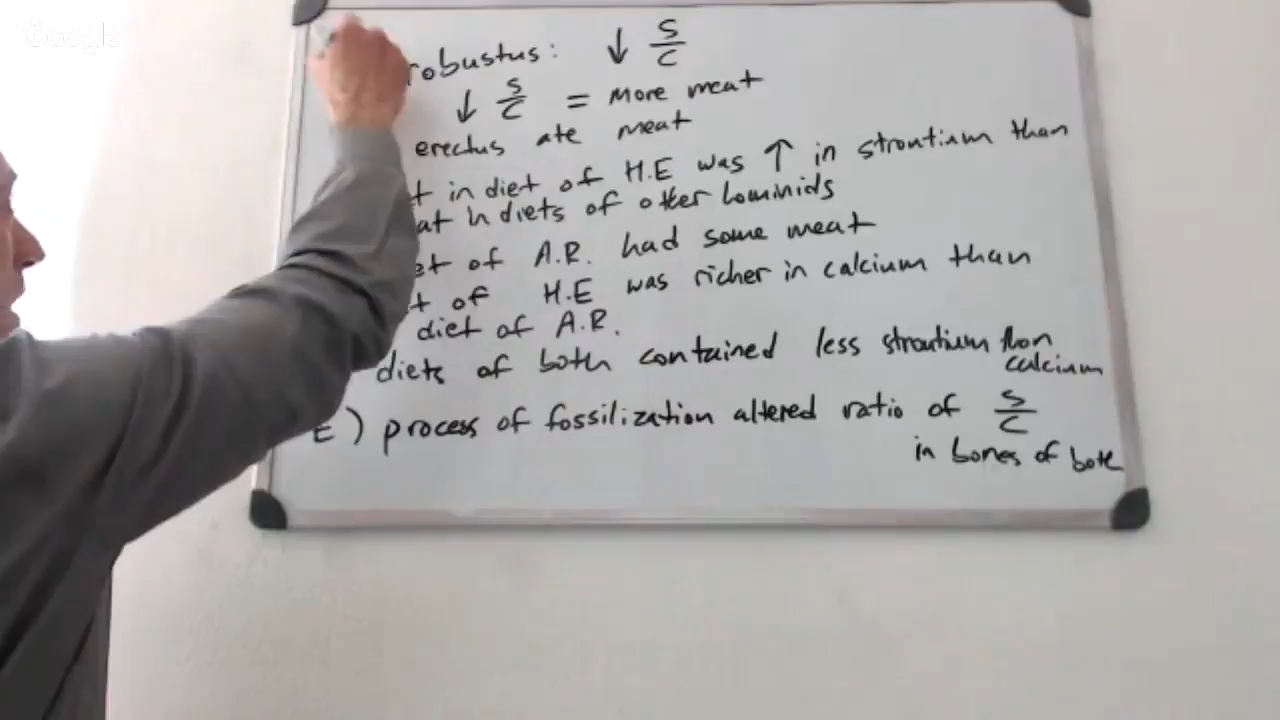 Google
robustus: ↓ S/C
↓ S/C = More meat
erectus ate meat
in diet of H.E was ↑ in strontium than
in diets of other hominids
of A.R. had some meat
of H.E was richer in calcium than
diet of A.R.
diets of both contained less strontium than
calcium
E) process of fossilization altered ratio of S/C
in bones of both